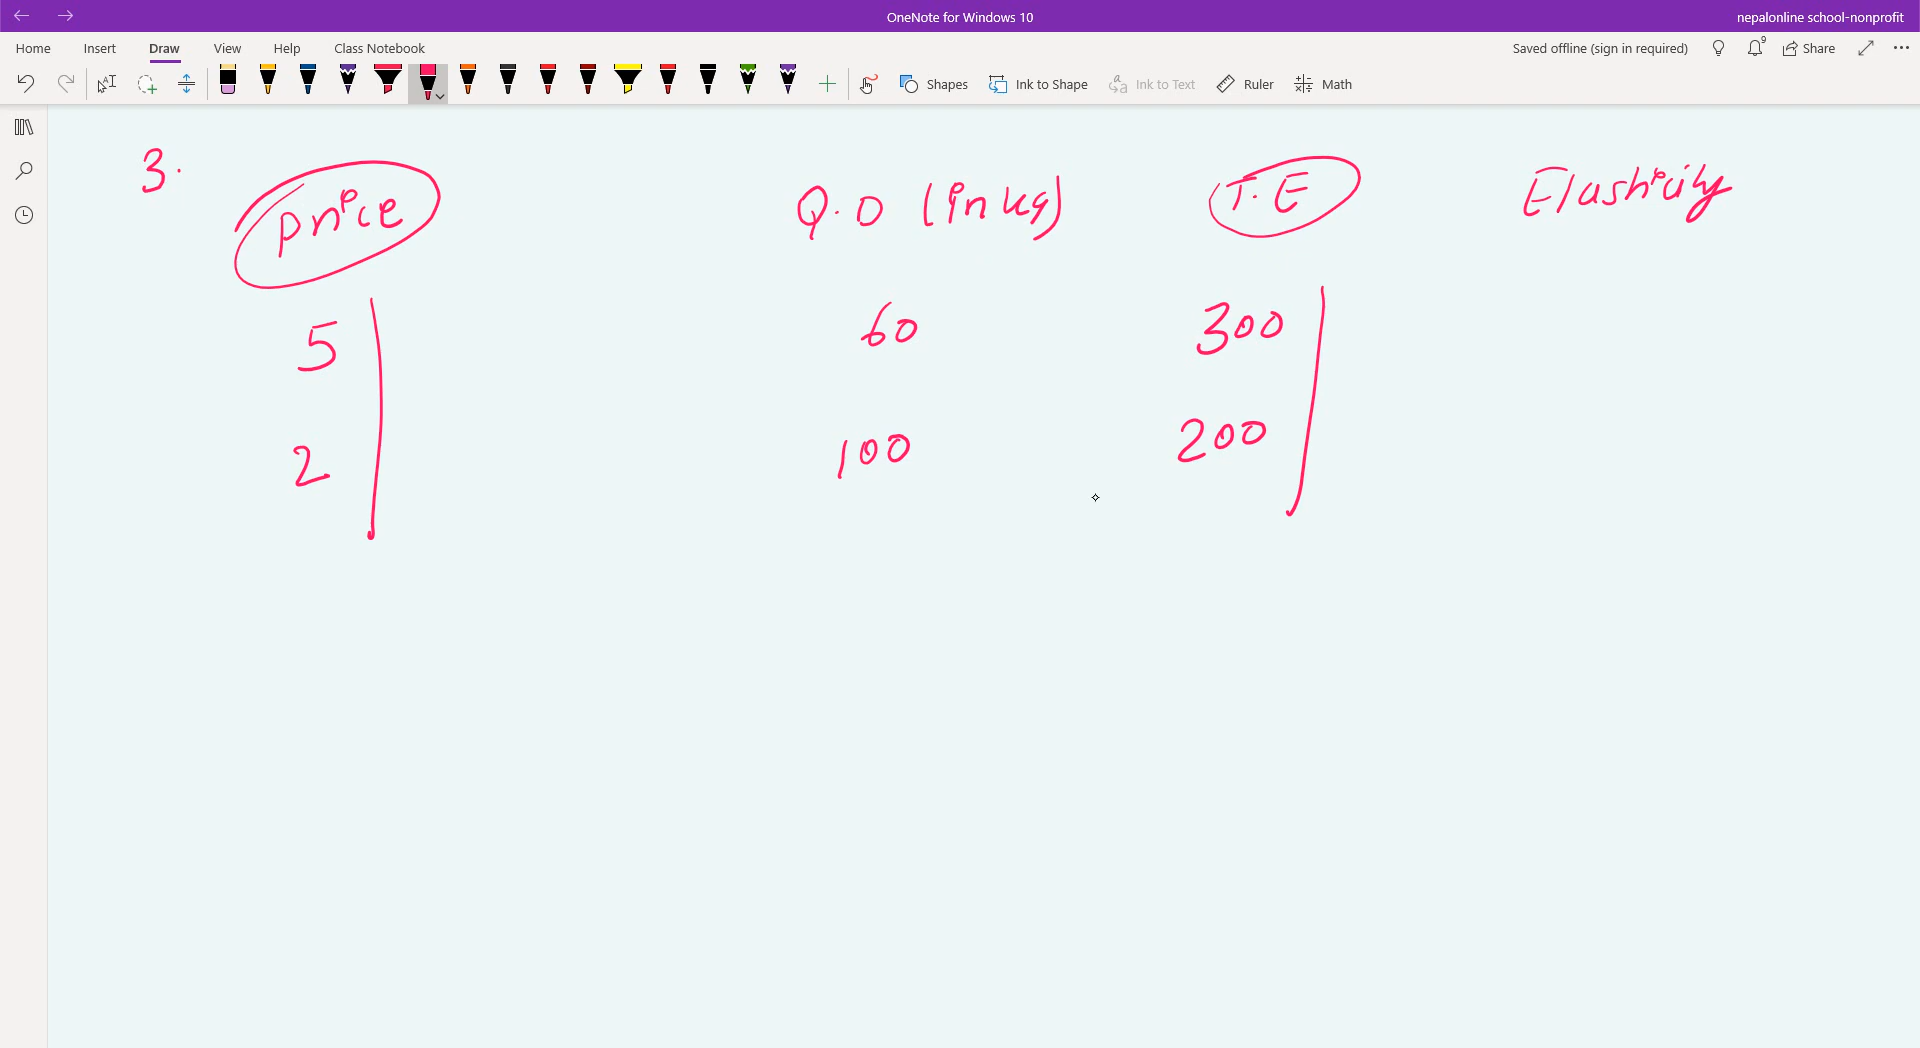 OneNote for Windows 10
nepalonline school-nonprofit
Home Insert Draw View Help Class Notebook
Saved offline (sign in required)
9
Share
Shapes Ink to Shape Ink to Text Ruler Math
3.
Price Q.D (in kg) T.E Elasticity
5 60 300
2 100 200